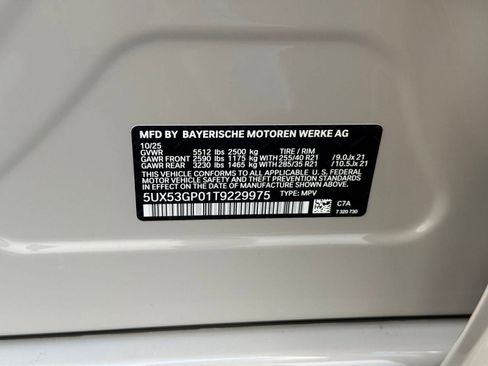 MFD BY BAYERISCHE MOTOREN WERKE AG
10/25
GVWR 5512 lbs 2500 kg TIRE / RIM
GAWR FRONT 2590 lbs 1175 kg 255/40 R21 / 9.0Jx 21
GAWR REAR 3230 lbs 1465 kg 285/35 R21 / 10.5Jx 21
THIS VEHICLE CONFORMS TO ALL APPLICABLE U.S. FEDERAL
MOTOR VEHICLE SAFETY AND THEFT PREVENTION STANDARDS
IN EFFECT ON THE DATE OF MANUFACTURE SHOWN ABOVE.
5UX53GP01T9229975 TYPE: MPV
C7A
7 320 730